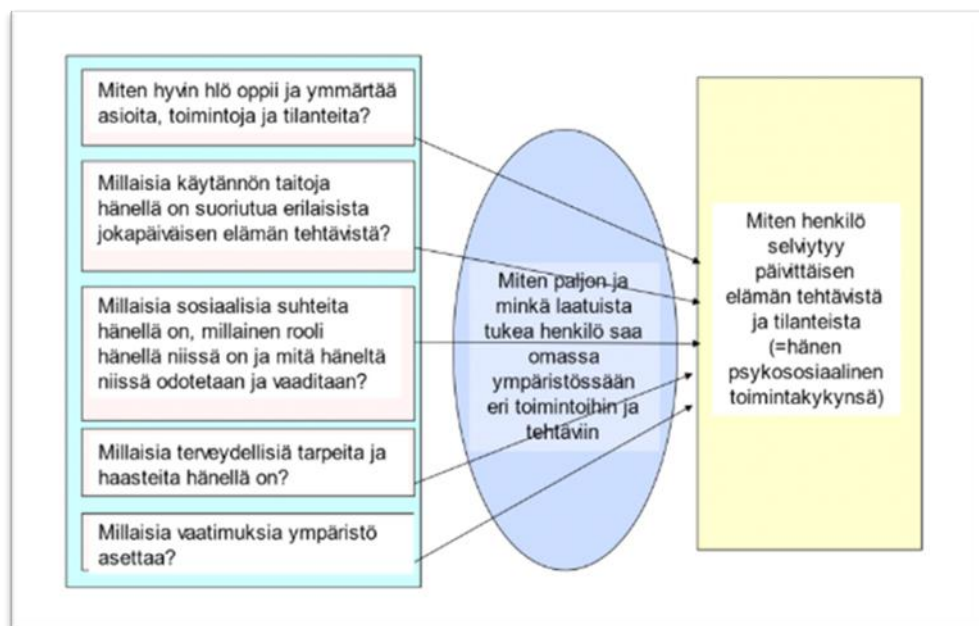 Miten hyvin hlö oppii ja ymmärtää
asioita, toimintoja ja tilanteita?
Millaisia käytännön taitoja
hänellä on suoriutua erilaisista
jokapäiväisen elämän tehtävistä?
Millaisia sosiaalisia suhteita
hänellä on, millainen rooli
hänellä niissä on ja mitä häneltä
niissä odotetaan ja vaaditaan?
Millaisia terveydellisiä tarpeita ja
haasteita hänellä on?
Millaisia vaatimuksia ympäristö
asettaa?
Miten paljon ja
minkä laatuista
tukea henkilö saa
omassa
ympäristössään
eri toimintoihin ja
tehtäviin
Miten henkilö
selviytyy
päivittäisen
elämän tehtävistä
ja tilanteista
(=hänen
psykososiaalinen
toimintakykynsä)